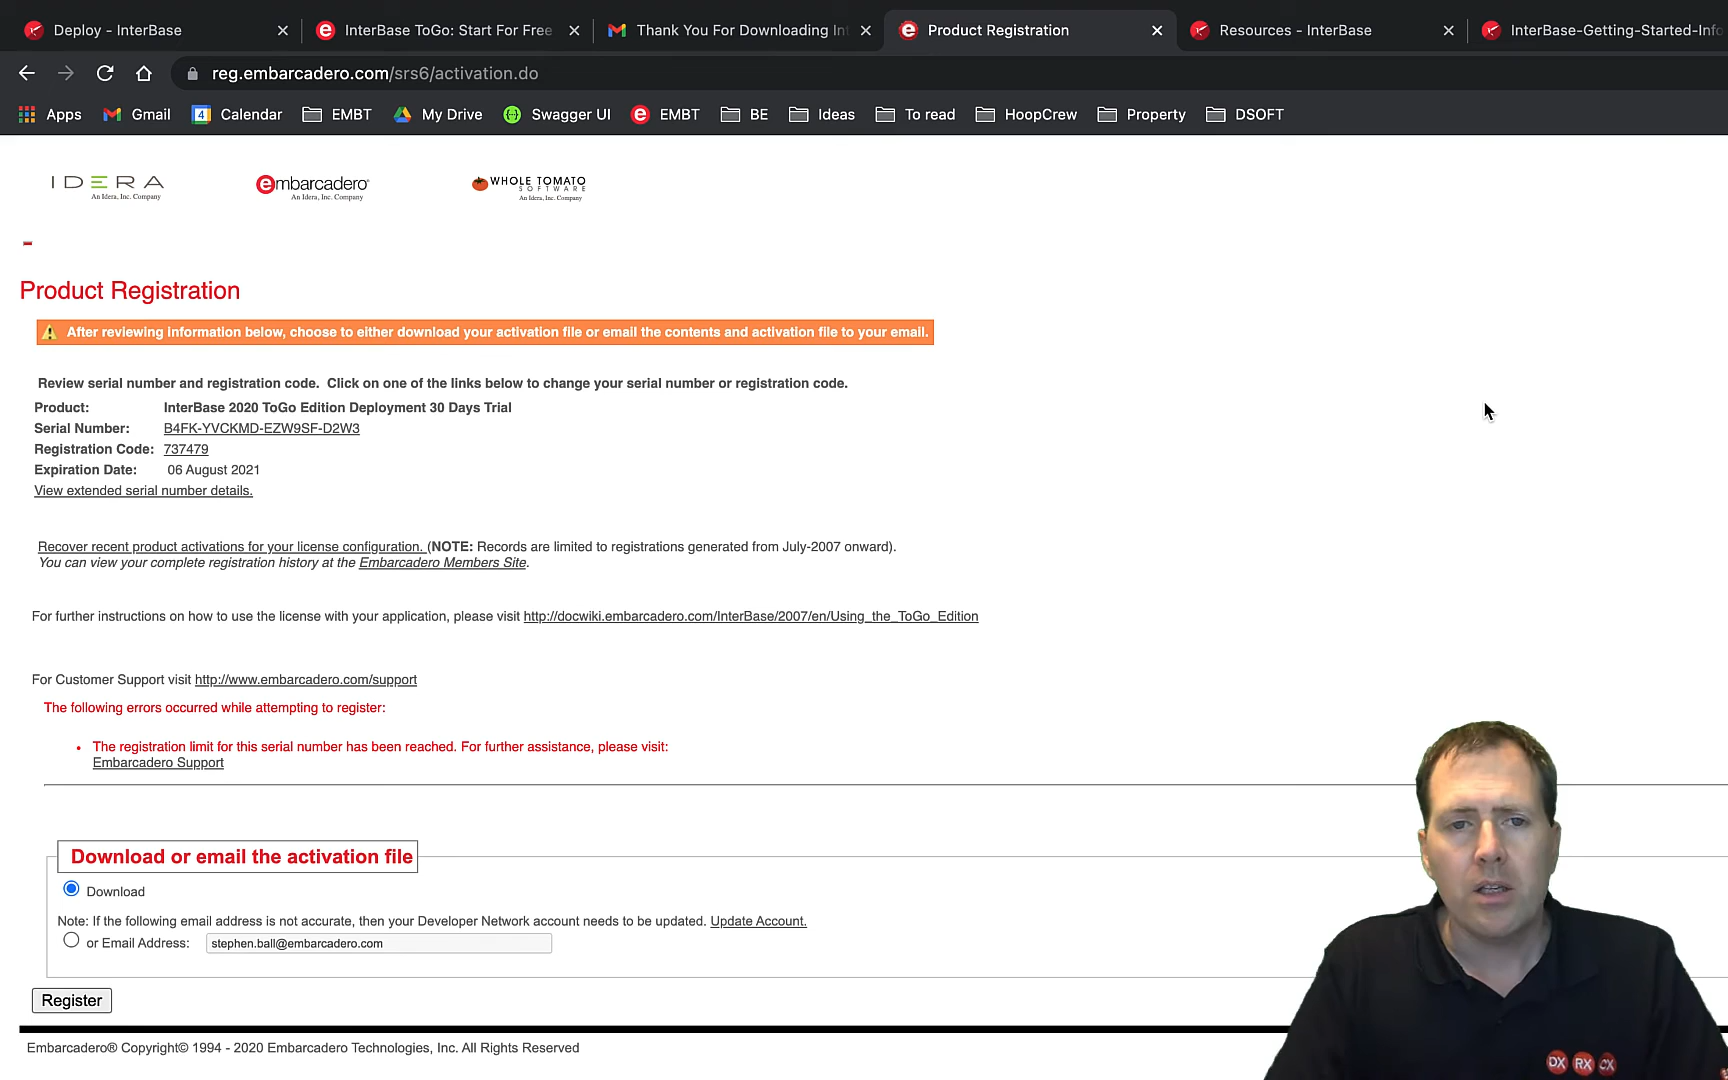 Deploy - InterBase
InterBase ToGo: Start For Free
Thank You For Downloading Int
Product Registration
Resources - InterBase
InterBase-Getting-Started-Info
reg.embarcadero.com/srs6/activation.do
Apps
Gmail
4
Calendar
EMBT
My Drive
Swagger UI
EMBT
BE
Ideas
To read
HoopCrew
Property
DSOFT
IDERA
An Idera, Inc. Company
embarcadero
An Idera, Inc. Company
WHOLE TOMATO
SOFTWARE
An Idera, Inc. Company
Product Registration
After reviewing information below, choose to either download your activation file or email the contents and activation file to your email.
Review serial number and registration code. Click on one of the links below to change your serial number or registration code.
Product: InterBase 2020 ToGo Edition Deployment 30 Days Trial
Serial Number: B4FK-YVCKMD-EZW9SF-D2W3
Registration Code: 737479
Expiration Date: 06 August 2021
View extended serial number details.
Recover recent product activations for your license configuration. (NOTE: Records are limited to registrations generated from July-2007 onward).
You can view your complete registration history at the Embarcadero Members Site.
For further instructions on how to use the license with your application, please visit http://docwiki.embarcadero.com/InterBase/2007/en/Using_the_ToGo_Edition
For Customer Support visit http://www.embarcadero.com/support
The following errors occurred while attempting to register:
• The registration limit for this serial number has been reached. For further assistance, please visit:
Embarcadero Support
Download or email the activation file
Download
Note: If the following email address is not accurate, then your Developer Network account needs to be updated. Update Account.
or Email Address: stephen.ball@embarcadero.com
Register
Embarcadero® Copyright© 1994 - 2020 Embarcadero Technologies, Inc. All Rights Reserved
DX RX CX